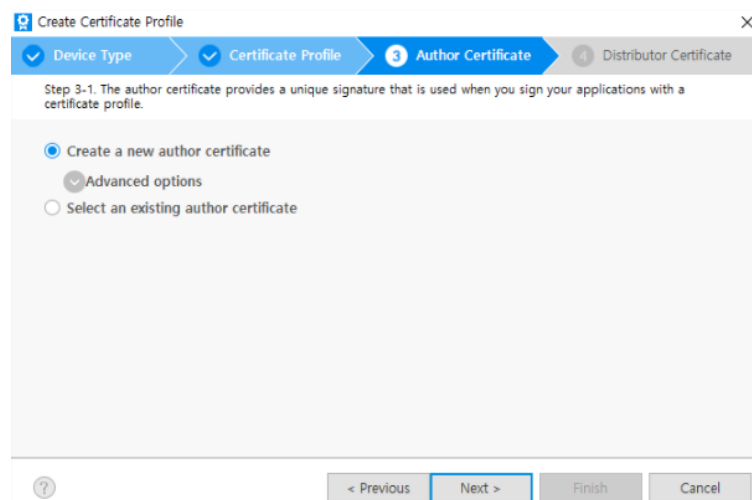 Create Certificate Profile
Device Type
Certificate Profile
3 Author Certificate
4 Distributor Certificate
Step 3-1. The author certificate provides a unique signature that is used when you sign your applications with a
certificate profile.
Create a new author certificate
Advanced options
Select an existing author certificate
?
< Previous
Next >
Finish
Cancel